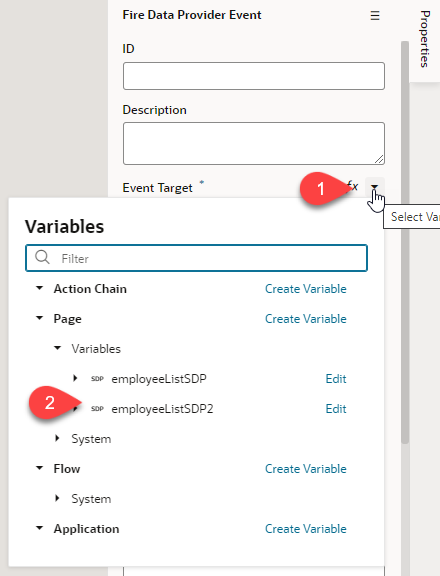 Fire Data Provider Event
Properties
ID
Description
Event Target *
1
fx
Select Var
Variables
Filter
Action Chain Create Variable
Page Create Variable
Variables
SDP employeeListSDP Edit
2
SDP employeeListSDP2 Edit
System
Flow Create Variable
System
Application Create Variable